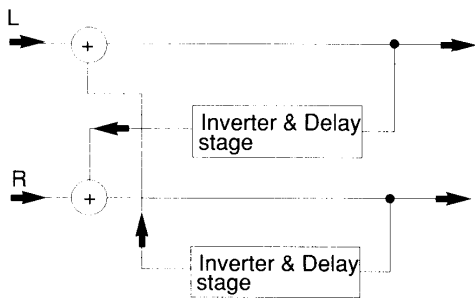 L
+
Inverter & Delay
stage
R
+
Inverter & Delay
stage